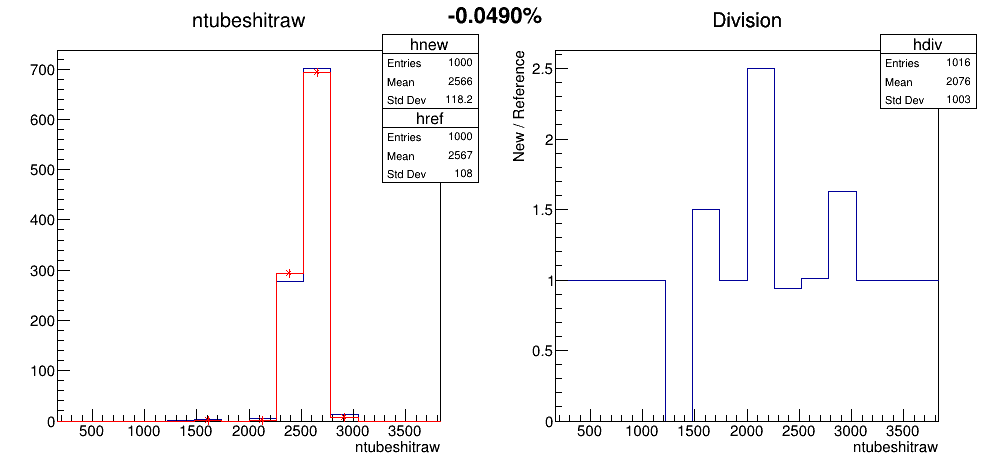 -0.0490%
ntubeshitraw
hnew
Entries 1000
Mean 2566
Std Dev 118.2
href
Entries 1000
Mean 2567
Std Dev 108
700
600
500
400
300
200
100
0
500 1000 1500 2000 2500 3000 3500
ntubeshitraw
Division
hdiv
Entries 1016
Mean 2076
Std Dev 1003
New / Reference
2.5
2
1.5
1
0.5
0
500 1000 1500 2000 2500 3000 3500
ntubeshitraw